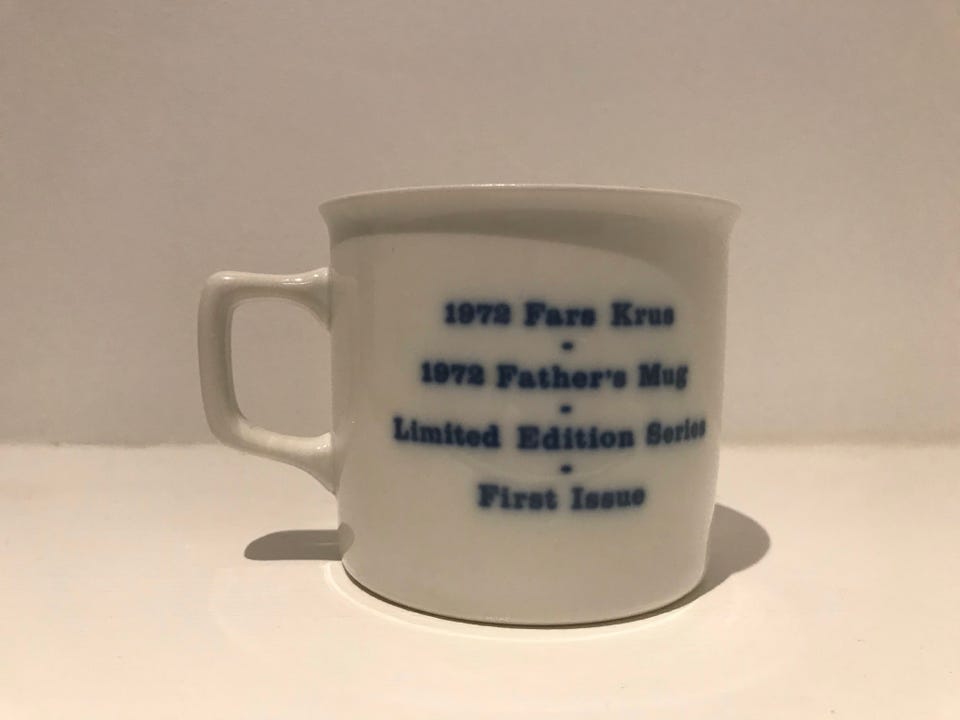 1972 Fars Krus
-
1972 Father's Mug
-
Limited Edition Series
-
First Issue